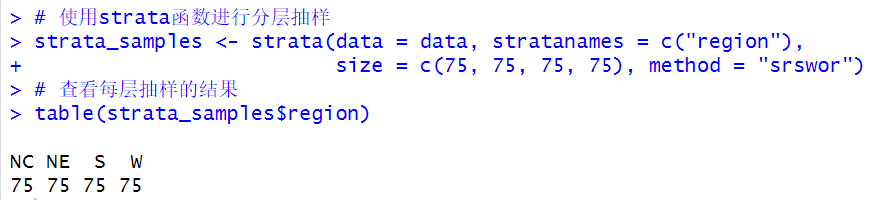 > # 使用strata函数进行分层抽样
> strata_samples <- strata(data = data, stratanames = c("region"),
+                          size = c(75, 75, 75, 75), method = "srswor")
> # 查看每层抽样的结果
> table(strata_samples$region)

NC NE  S  W
75 75 75 75